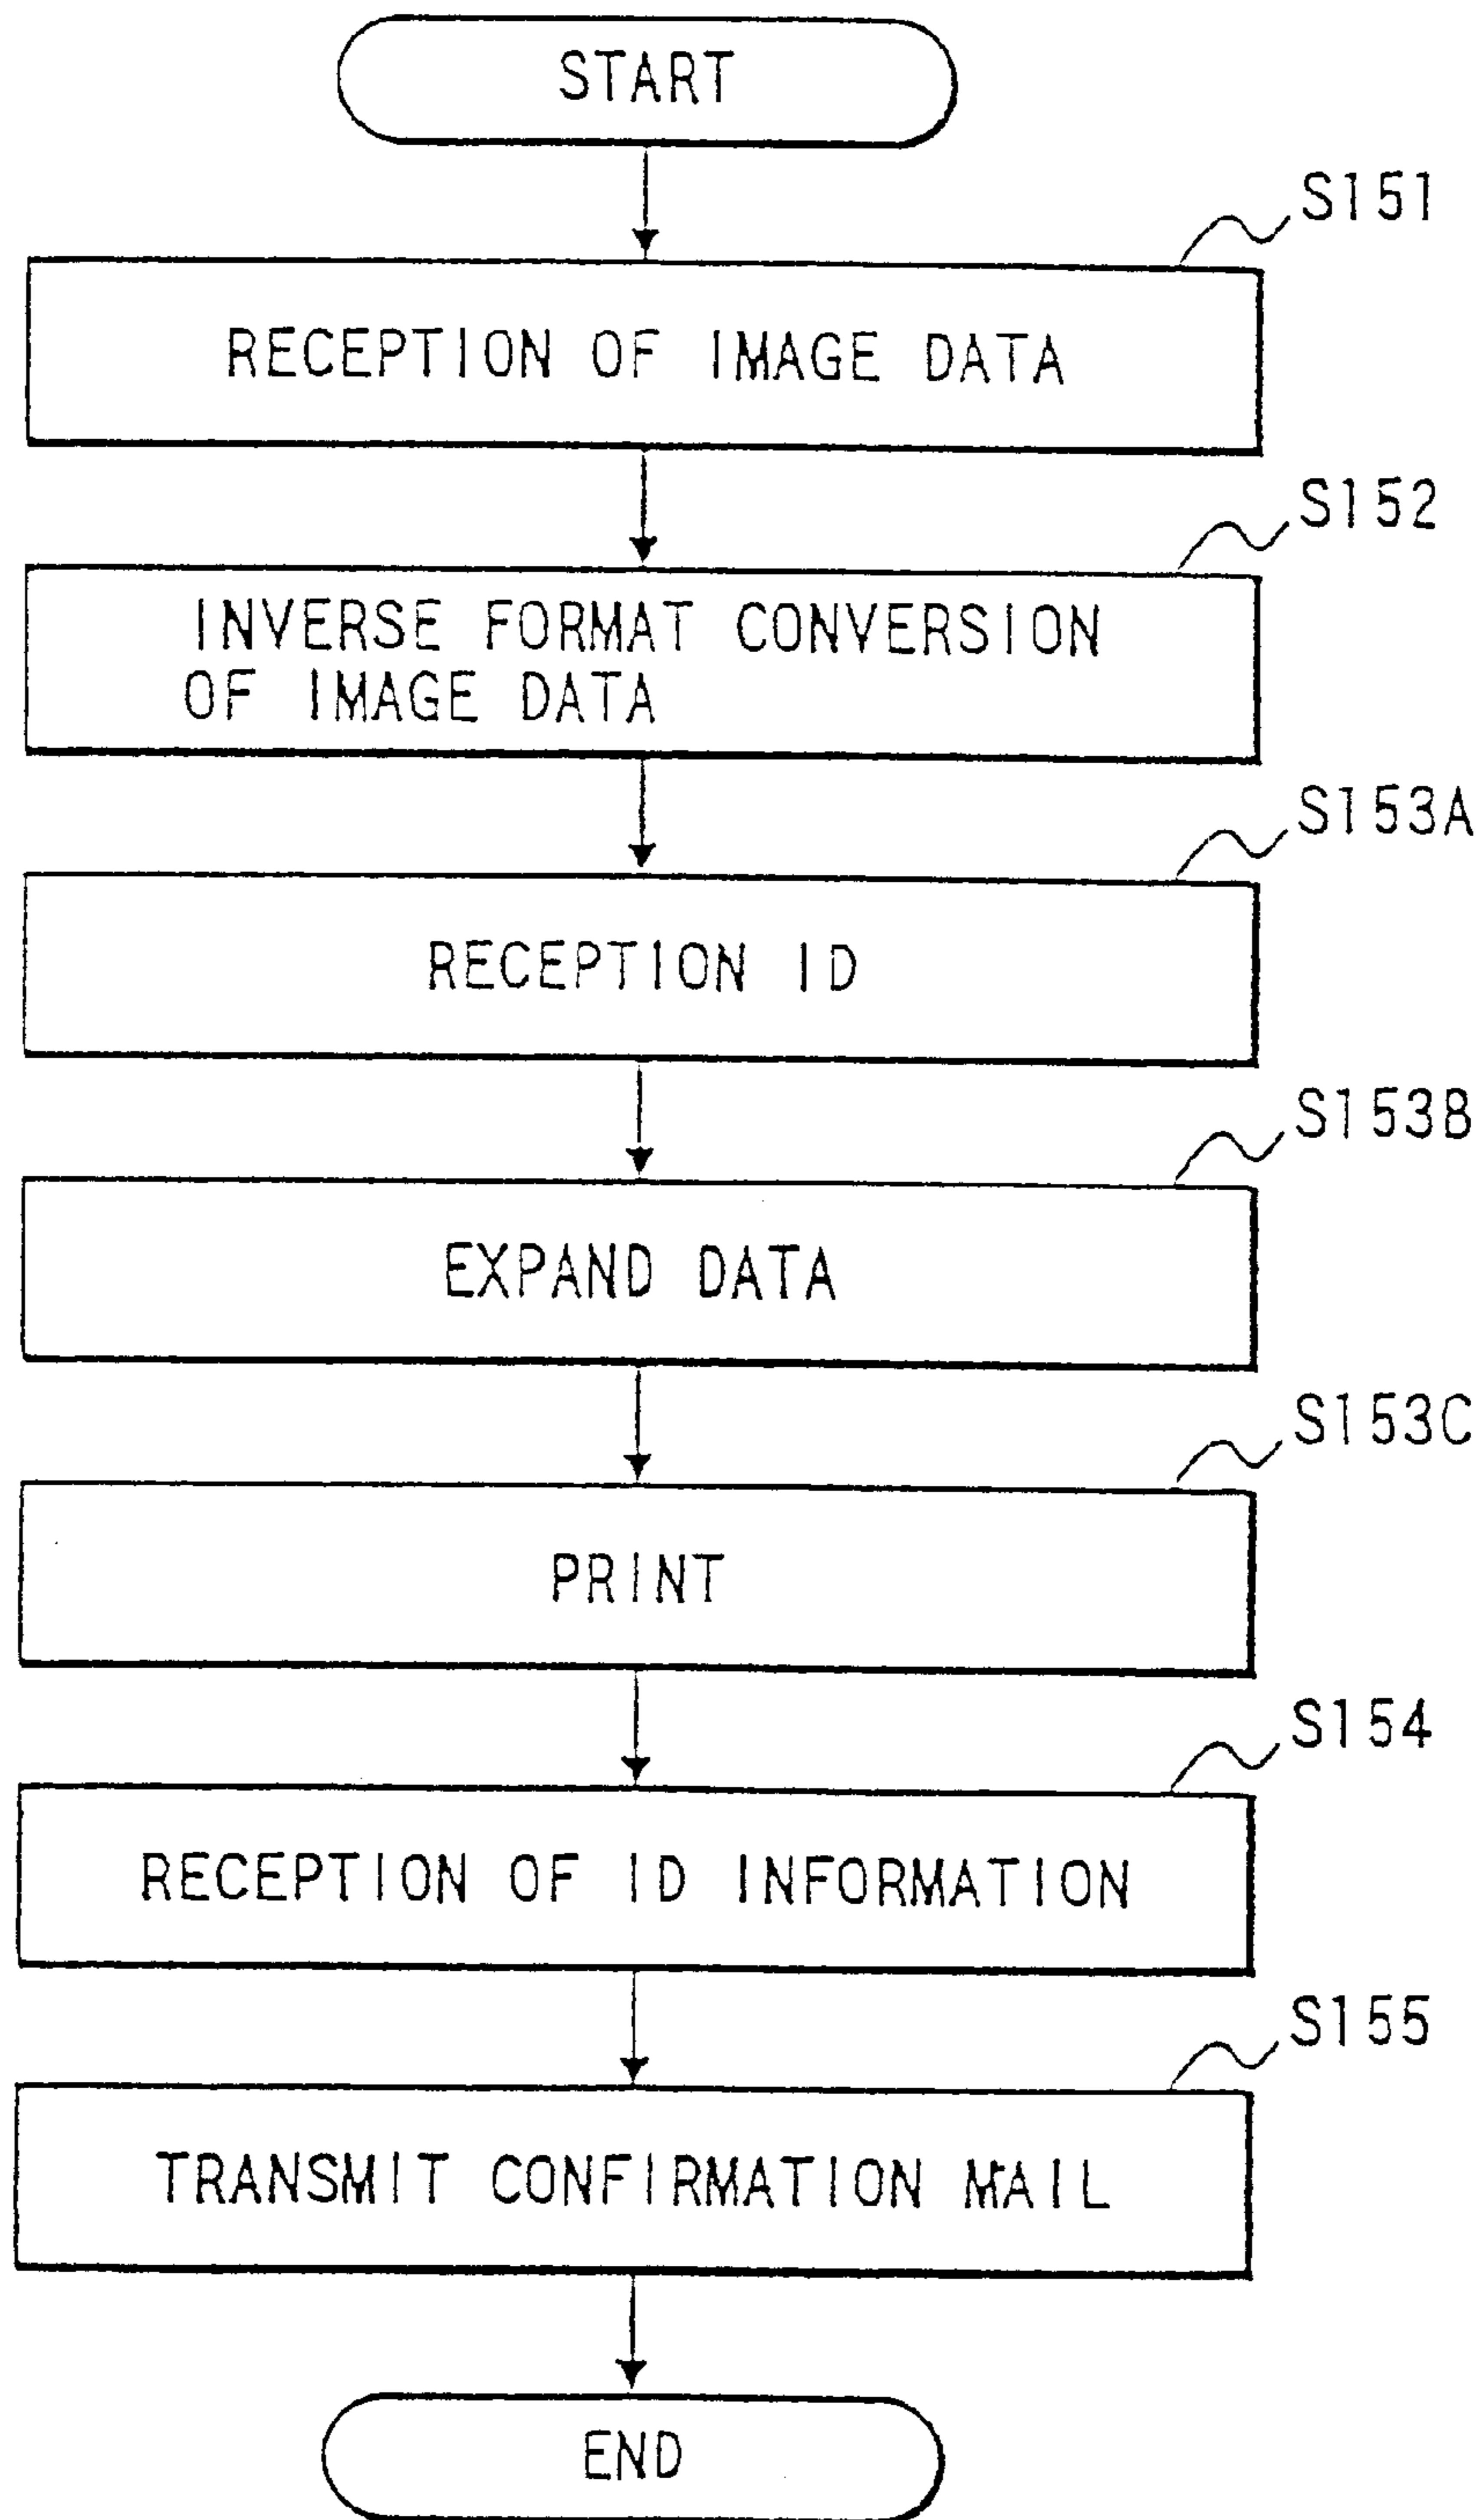 START
S151
RECEPTION OF IMAGE DATA
S152
INVERSE FORMAT CONVERSION
OF IMAGE DATA
S153A
RECEPTION ID
S153B
EXPAND DATA
S153C
PRINT
S154
RECEPTION OF ID INFORMATION
S155
TRANSMIT CONFIRMATION MAIL
END